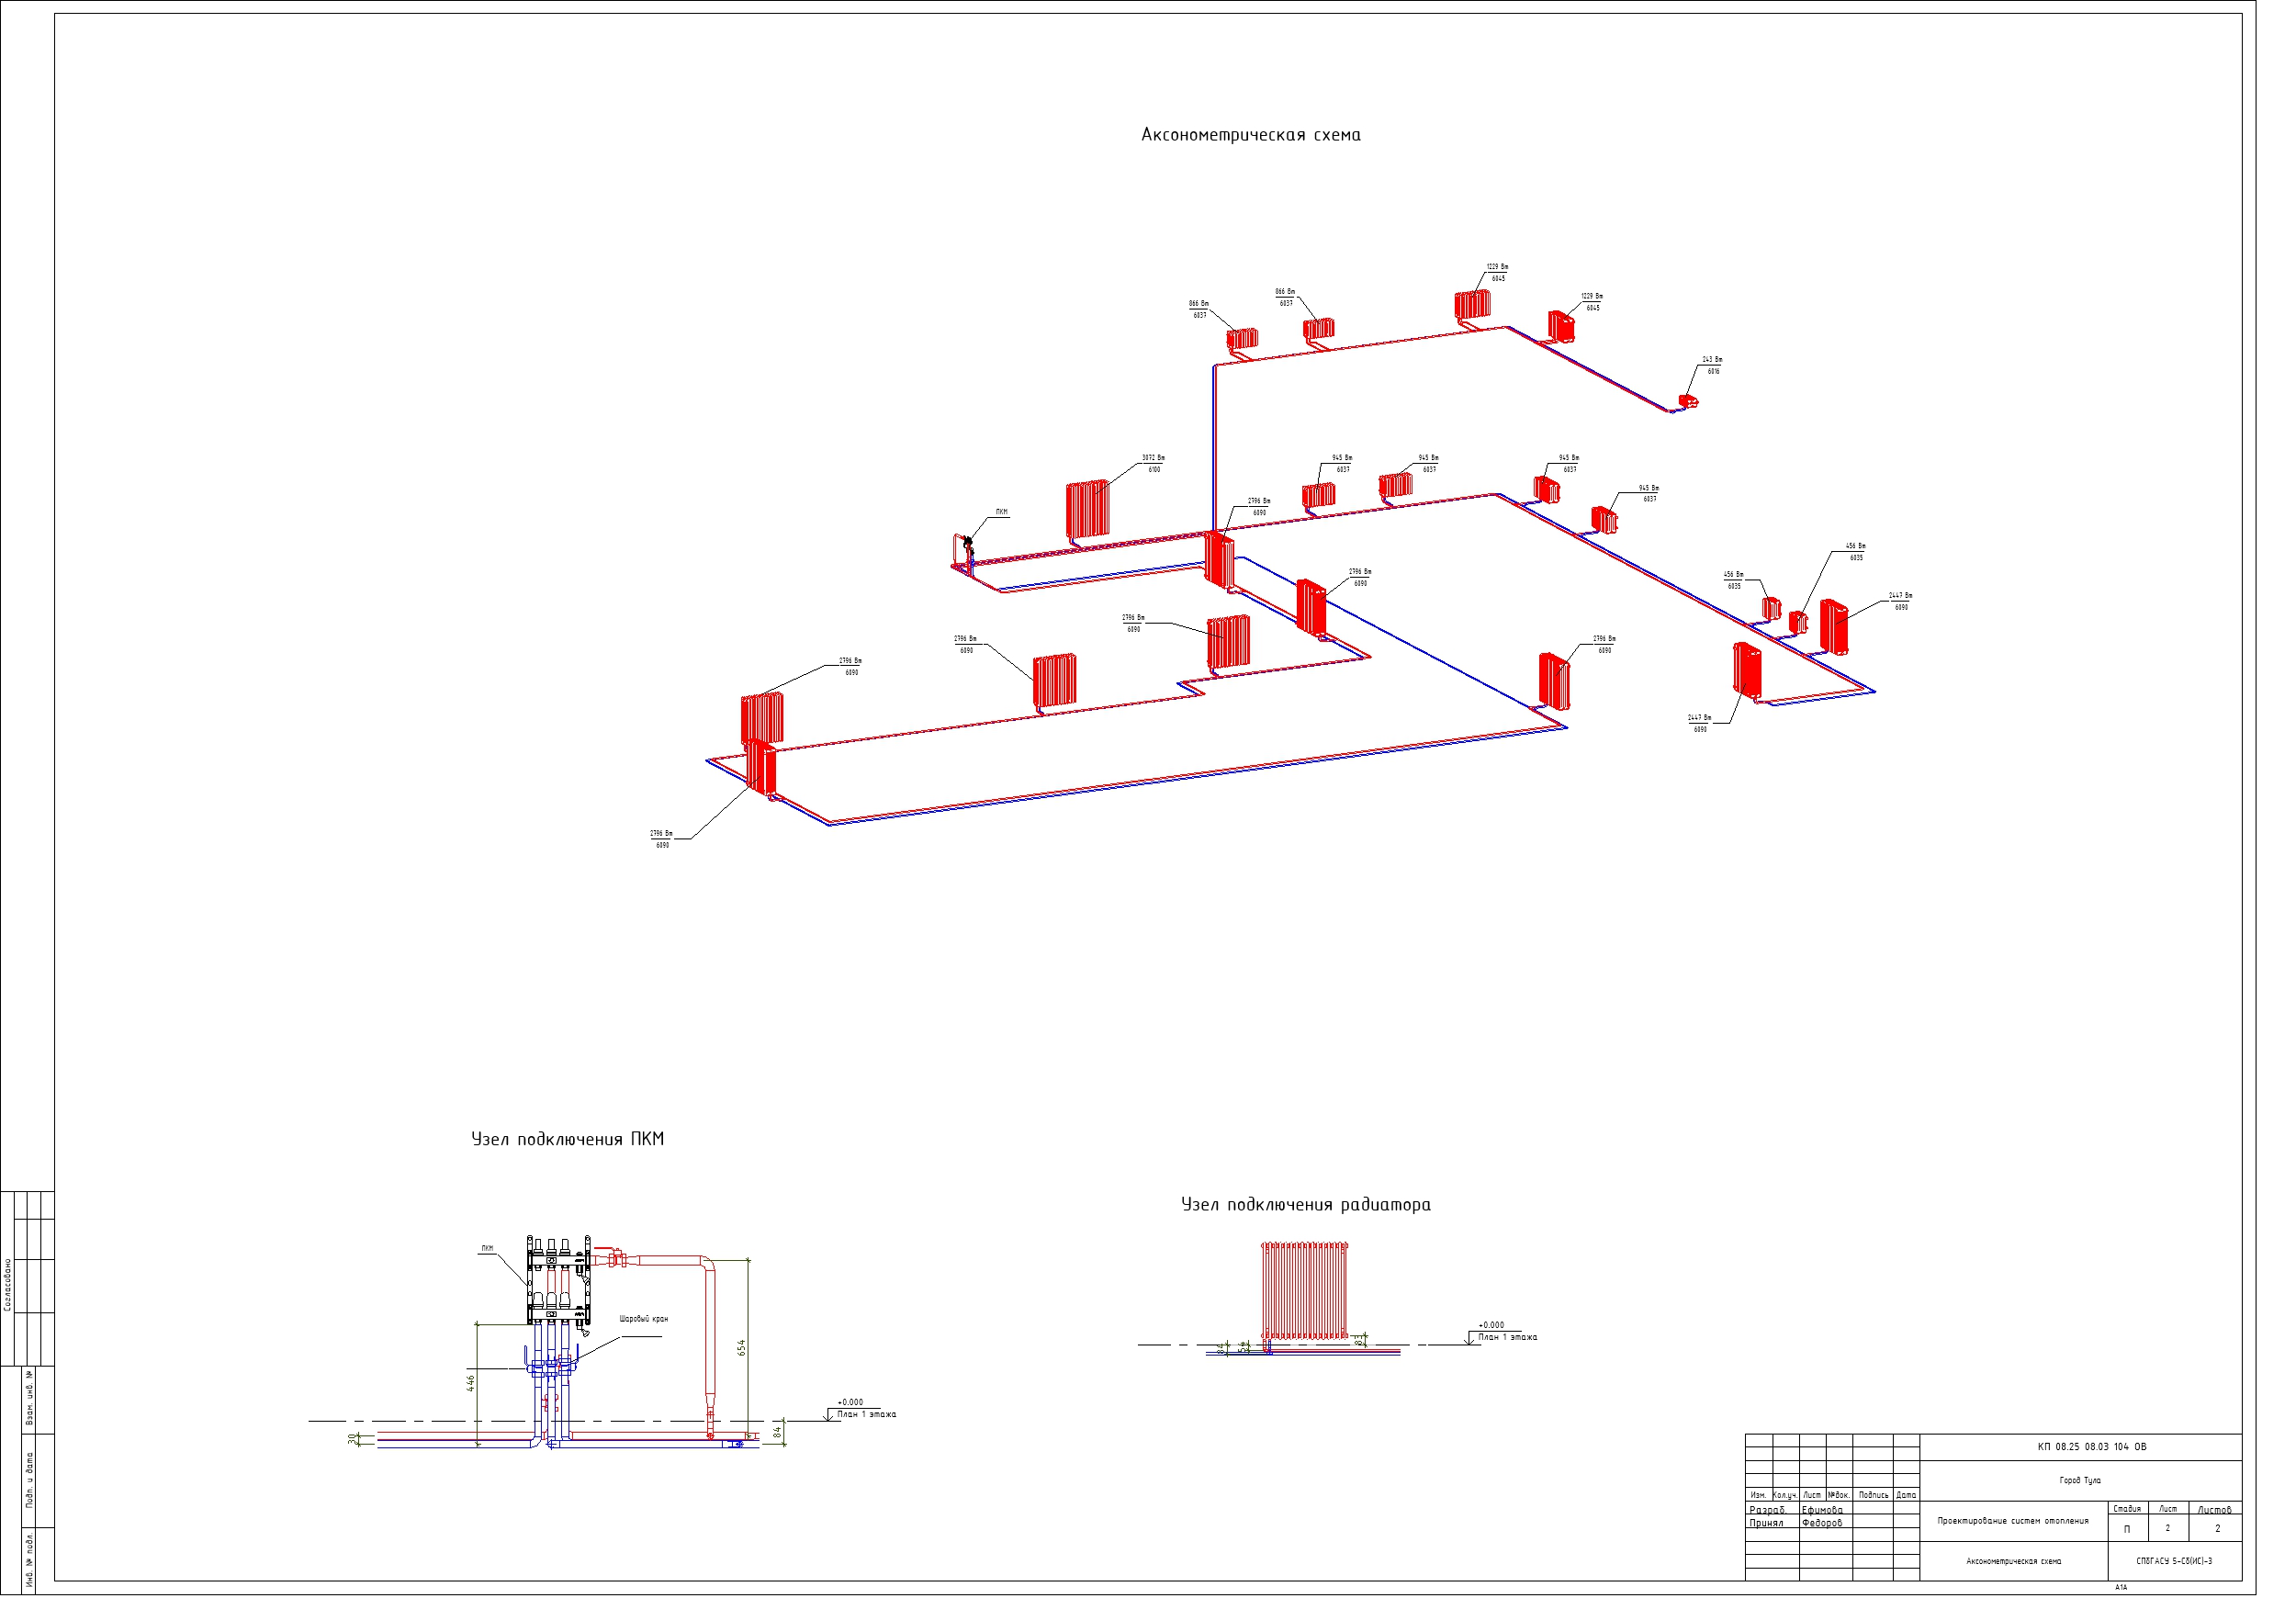 Аксонометрическая схема
1229 Вт
6045
866 Вт
6037
866 Вт
6037
1229 Вт
6045
243 Вт
6016
3072 Вт
6100
945 Вт
6037
945 Вт
6037
945 Вт
6037
945 Вт
6037
2796 Вт
6090
ПКМ
456 Вт
6035
456 Вт
6035
2796 Вт
6090
2447 Вт
6090
2796 Вт
6090
2796 Вт
6090
2796 Вт
6090
2796 Вт
6090
2447 Вт
6090
2796 Вт
6090
Узел подключения ПКМ
ПКМ
Шаровый кран
654
446
30
84
+0.000
План 1 этажа
Узел подключения радиатора
84
54
83
+0.000
План 1 этажа
Согласовано
Взам. инв. №
Подп. и дата
Инв. № подл.
КП 08.25 08.03 104 ОВ
Город Тула
Изм. Кол.уч. Лист №док. Подпись Дата
Разраб. Ефимова
Принял Федоров
Проектирование систем отопления
Стадия Лист Листов
П 2 2
Аксонометрическая схема
СПбГАСУ 5-Сб(ИС)-3
А1А